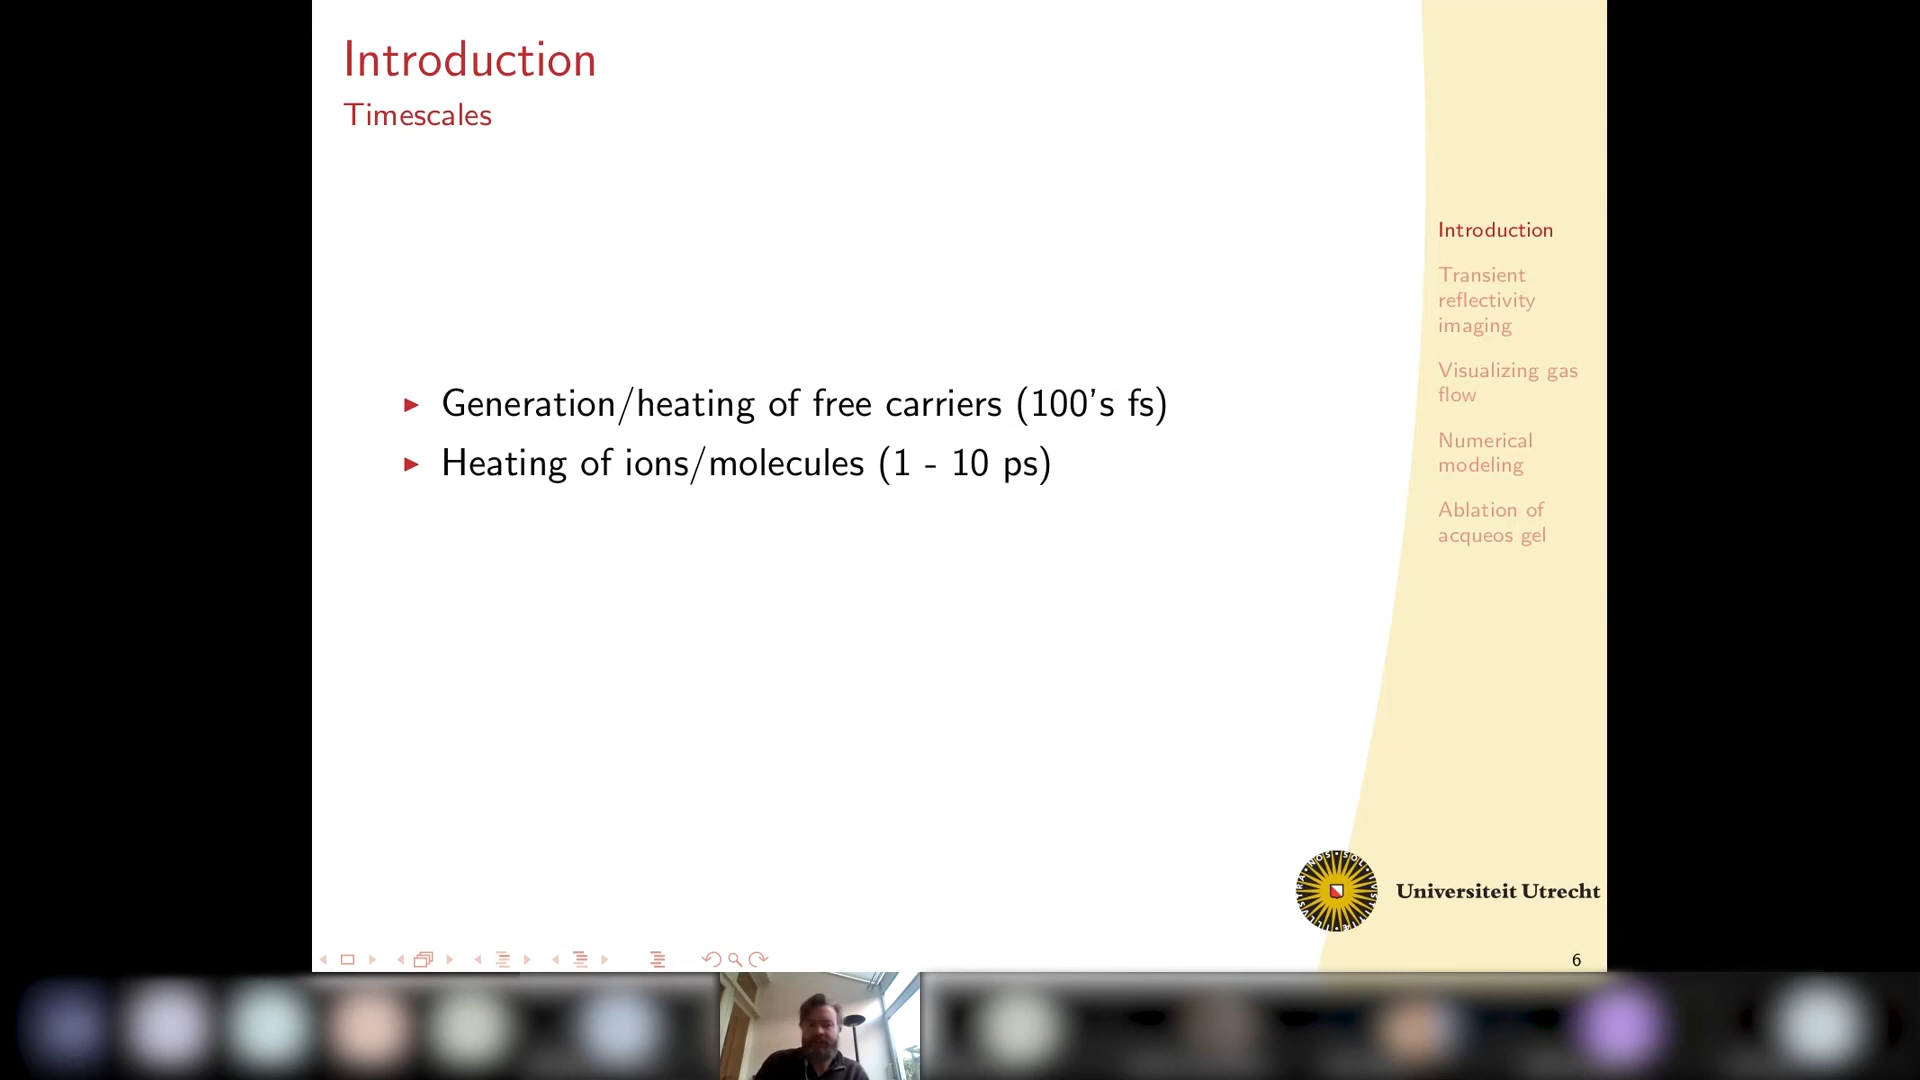 Introduction
Timescales
Generation/heating of free carriers (100's fs)
Heating of ions/molecules (1 - 10 ps)
Introduction
Transient
reflectivity
imaging
Visualizing gas
flow
Numerical
modeling
Ablation of
acqueos gel
Universiteit Utrecht
6